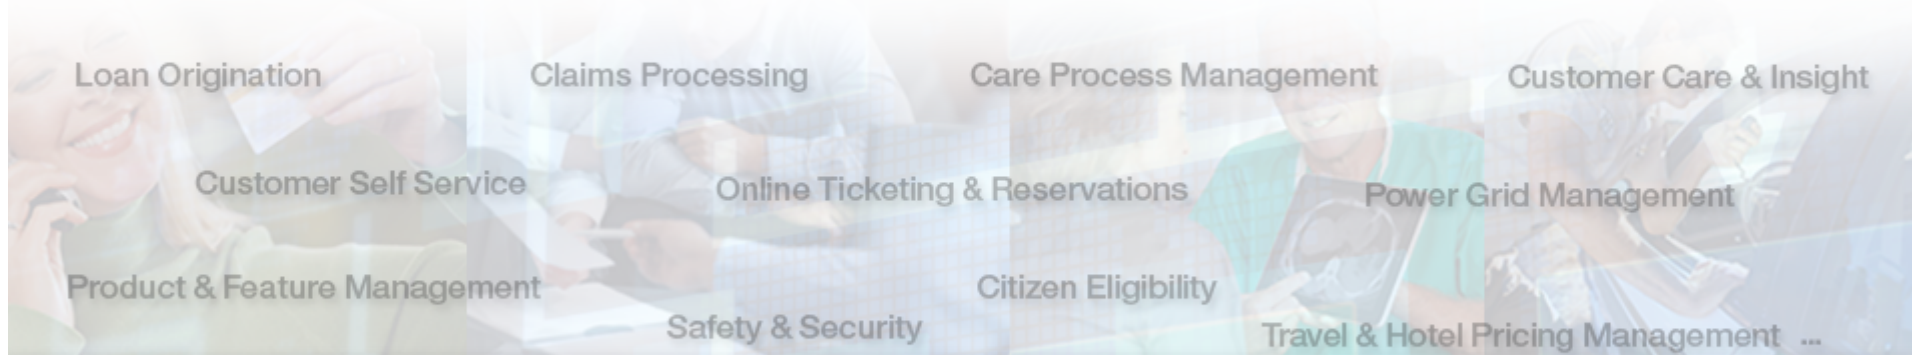 Loan Origination
Claims Processing
Care Process Management
Customer Care & Insight
Customer Self Service
Online Ticketing & Reservations
Power Grid Management
Product & Feature Management
Citizen Eligibility
Safety & Security
Travel & Hotel Pricing Management ...